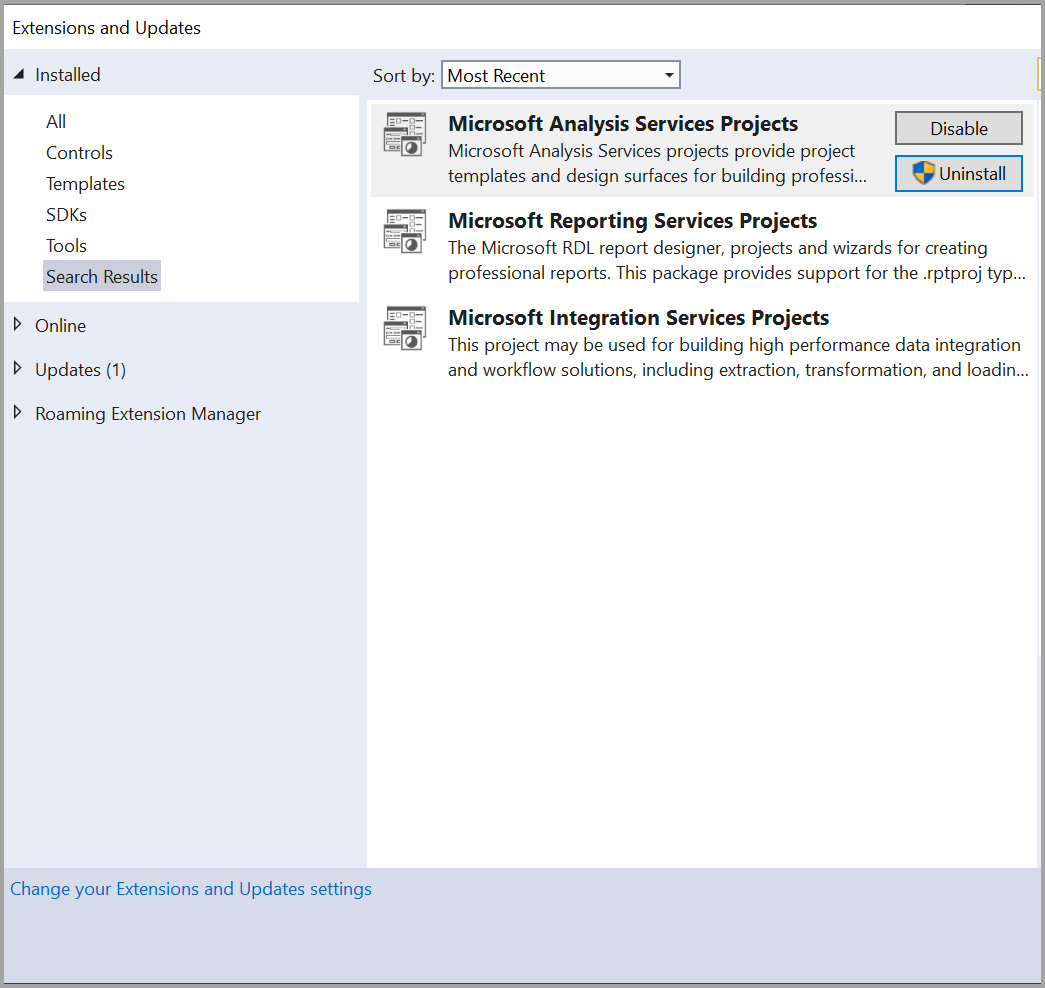 Extensions and Updates
Installed
All
Controls
Templates
SDKs
Tools
Search Results
Online
Updates (1)
Roaming Extension Manager
Sort by: Most Recent
Microsoft Analysis Services Projects
Microsoft Analysis Services projects provide project
templates and design surfaces for building professi...
Disable
Uninstall
Microsoft Reporting Services Projects
The Microsoft RDL report designer, projects and wizards for creating
professional reports. This package provides support for the .rptproj typ...
Microsoft Integration Services Projects
This project may be used for building high performance data integration
and workflow solutions, including extraction, transformation, and loadin...
Change your Extensions and Updates settings